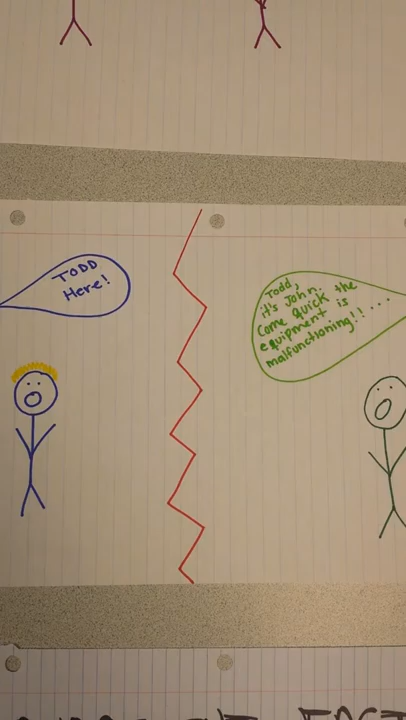 TODD
Here!
Todd,
it's John.
Come quick the
equipment is
malfunctioning!!....